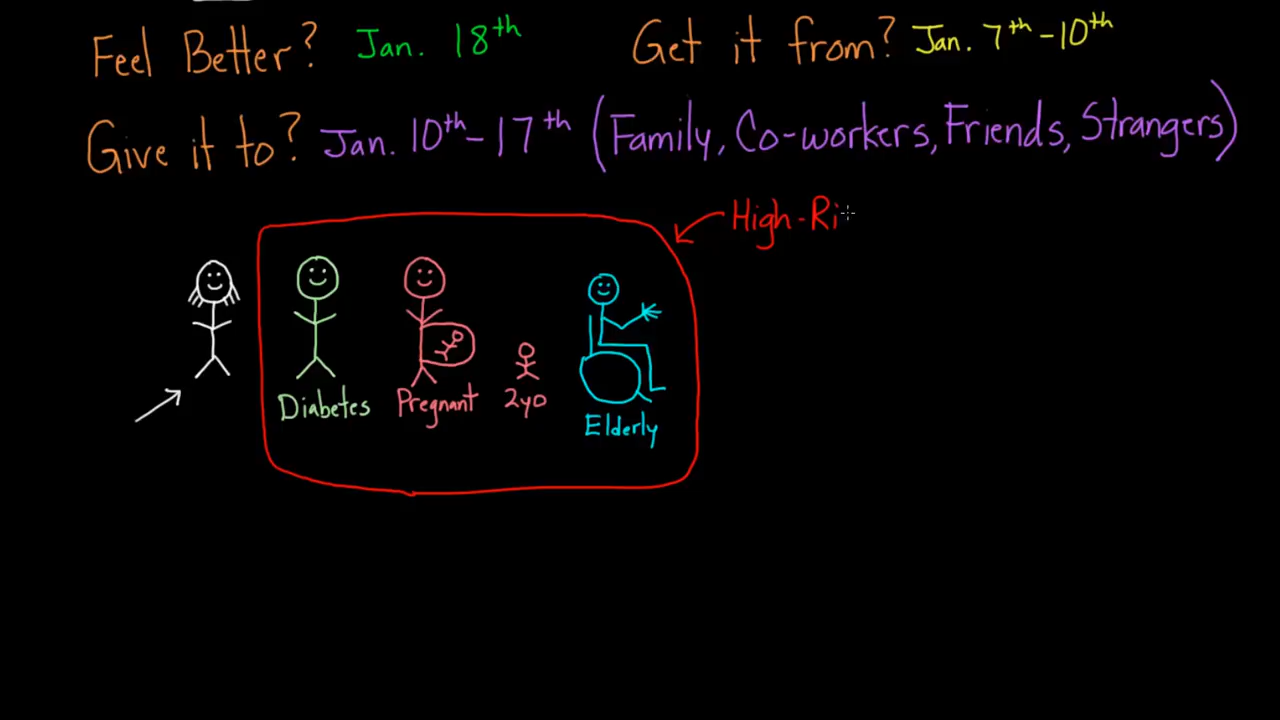 Feel Better? Jan. 18th
Get it from? Jan. 7th-10th
Give it to? Jan. 10th-17th (Family, Co-workers, Friends, Strangers)
High-Ri
Diabetes
Pregnant
2yo
Elderly